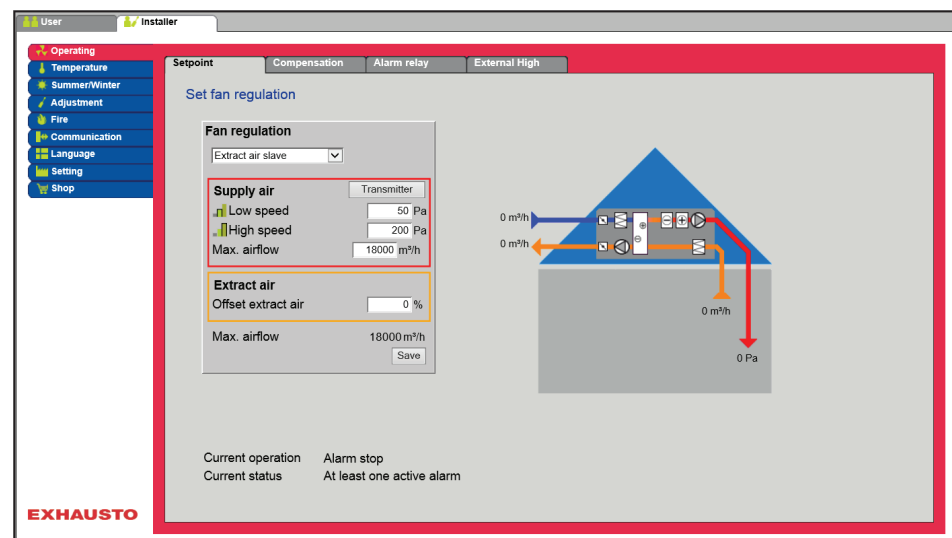 User
Installer
Operating
Temperature
Summer/Winter
Adjustment
Fire
Communication
Language
Setting
Shop
Setpoint
Compensation
Alarm relay
External High
Set fan regulation
Fan regulation
Extract air slave
Supply air
Transmitter
Low speed 50 Pa
High speed 200 Pa
Max. airflow 18000 m³/h
Extract air
Offset extract air 0 %
Max. airflow 18000 m³/h
Save
0 m³/h
0 m³/h
0 m³/h
0 Pa
Current operation Alarm stop
Current status At least one active alarm
EXHAUSTO